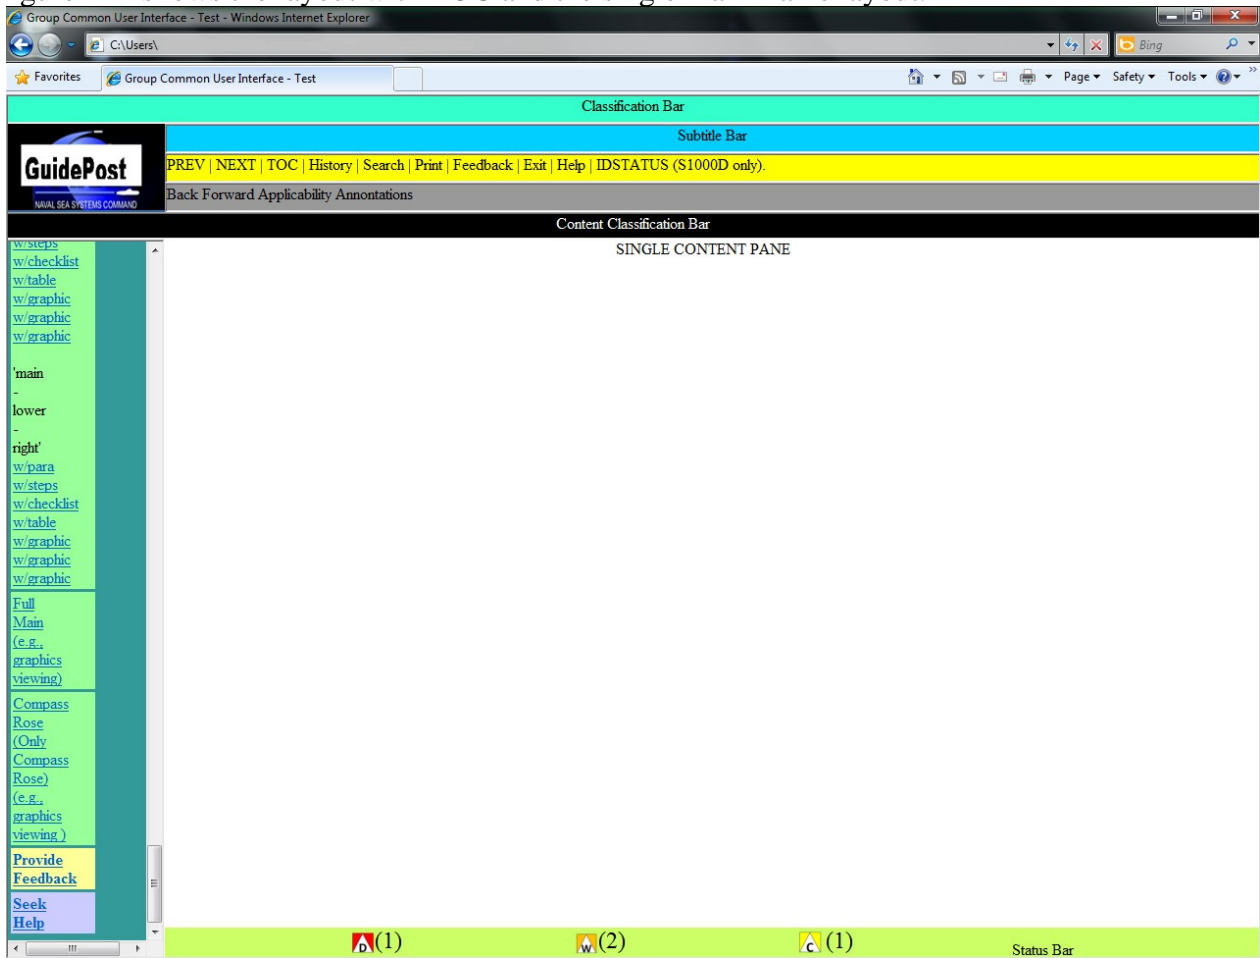 Group Common User Interface - Test - Windows Internet Explorer
C:\Users\
Bing
Favorites
Group Common User Interface - Test
Page
Safety
Tools
Classification Bar
Subtitle Bar
GuidePost
NAVAL SEA SYSTEMS COMMAND
PREV | NEXT | TOC | History | Search | Print | Feedback | Exit | Help | IDSTATUS (S1000D only).
Back Forward Applicability Annontations
Content Classification Bar
SINGLE CONTENT PANE
w/steps
w/checklist
w/table
w/graphic
w/graphic
w/graphic
'main
-
lower
-
right'
w/para
w/steps
w/checklist
w/table
w/graphic
w/graphic
w/graphic
Full
Main
(e.g.,
graphics
viewing)
Compass
Rose
(Only
Compass
Rose)
(e.g.,
graphics
viewing )
Provide
Feedback
Seek
Help
D (1)
W (2)
C (1)
Status Bar